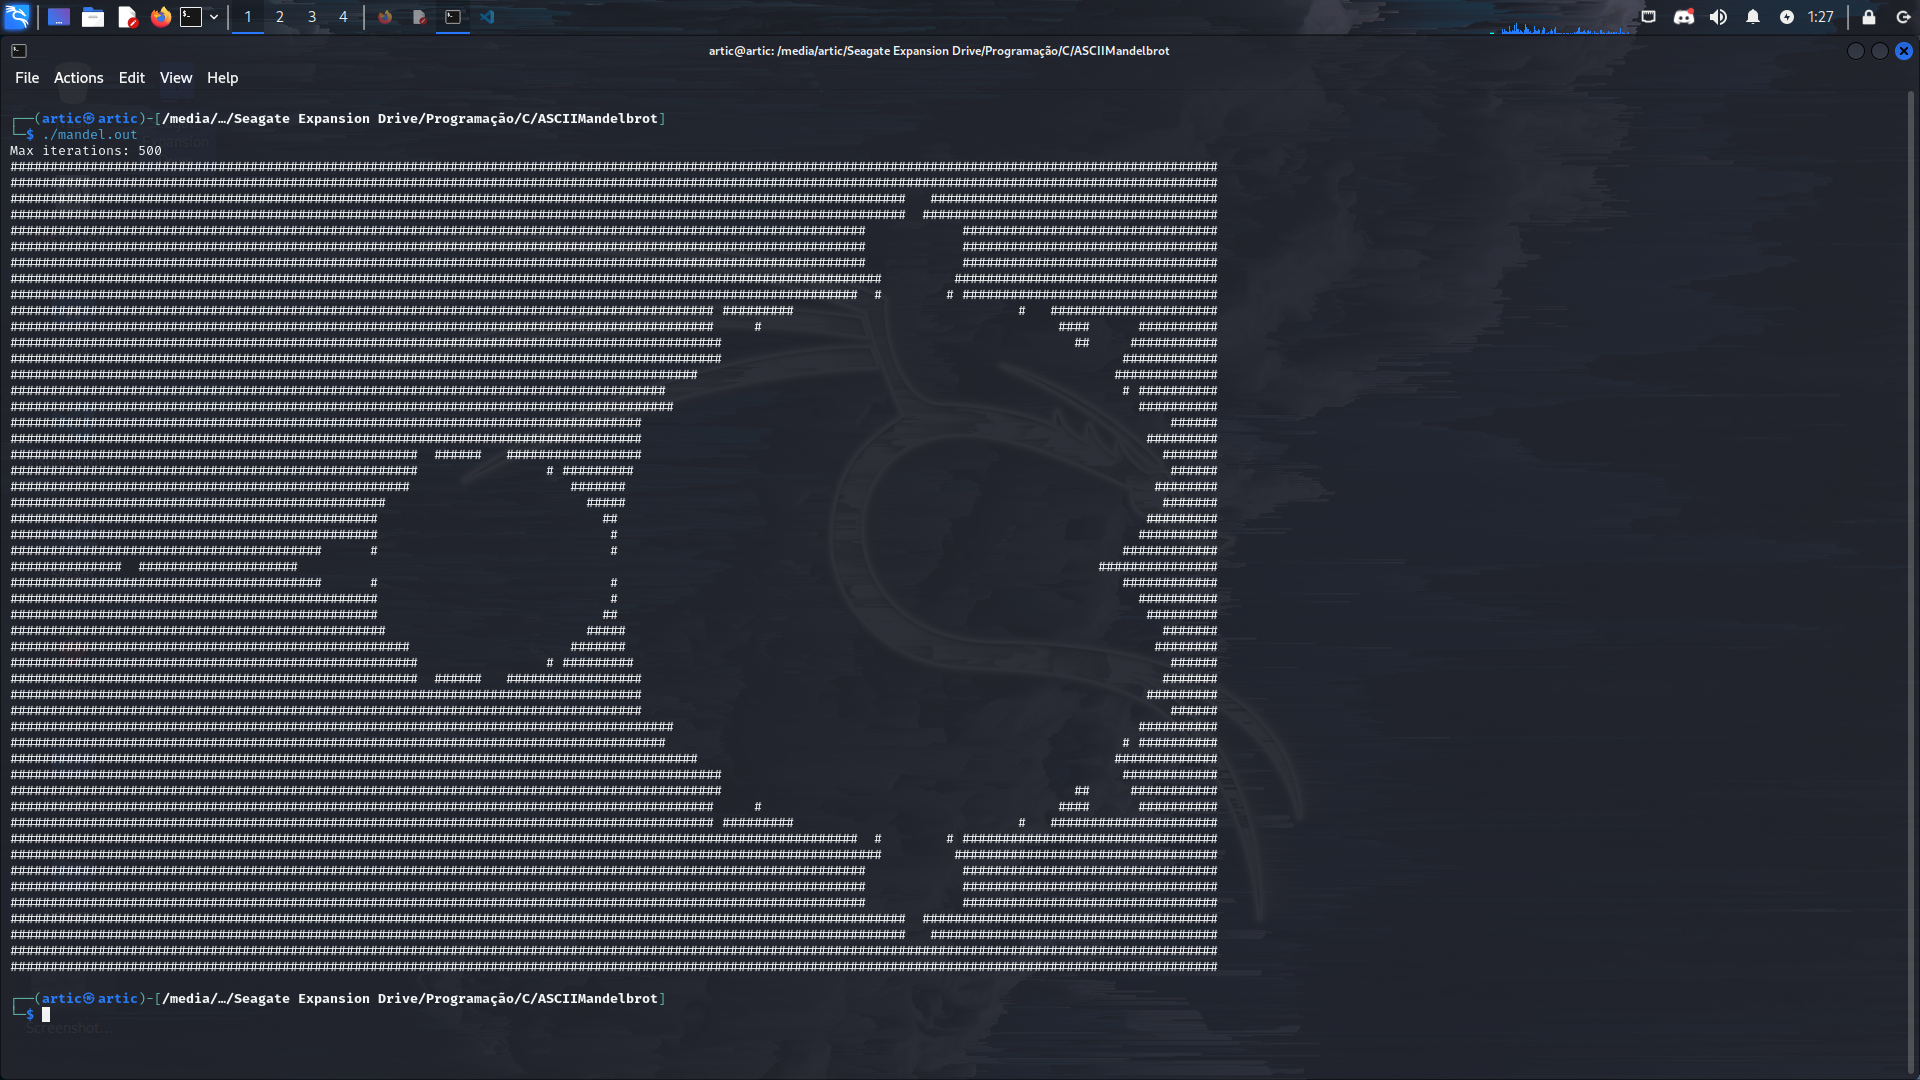 1 2 3 4
1:27
artic@artic: /media/artic/Seagate Expansion Drive/Programação/C/ASCIIMandelbrot
File Actions Edit View Help
┌──(artic㉿artic)-[/media/…/Seagate Expansion Drive/Programação/C/ASCIIMandelbrot]
└─$ ./mandel.out
Max iterations: 500
┌──(artic㉿artic)-[/media/…/Seagate Expansion Drive/Programação/C/ASCIIMandelbrot]
└─$
Screenshot...